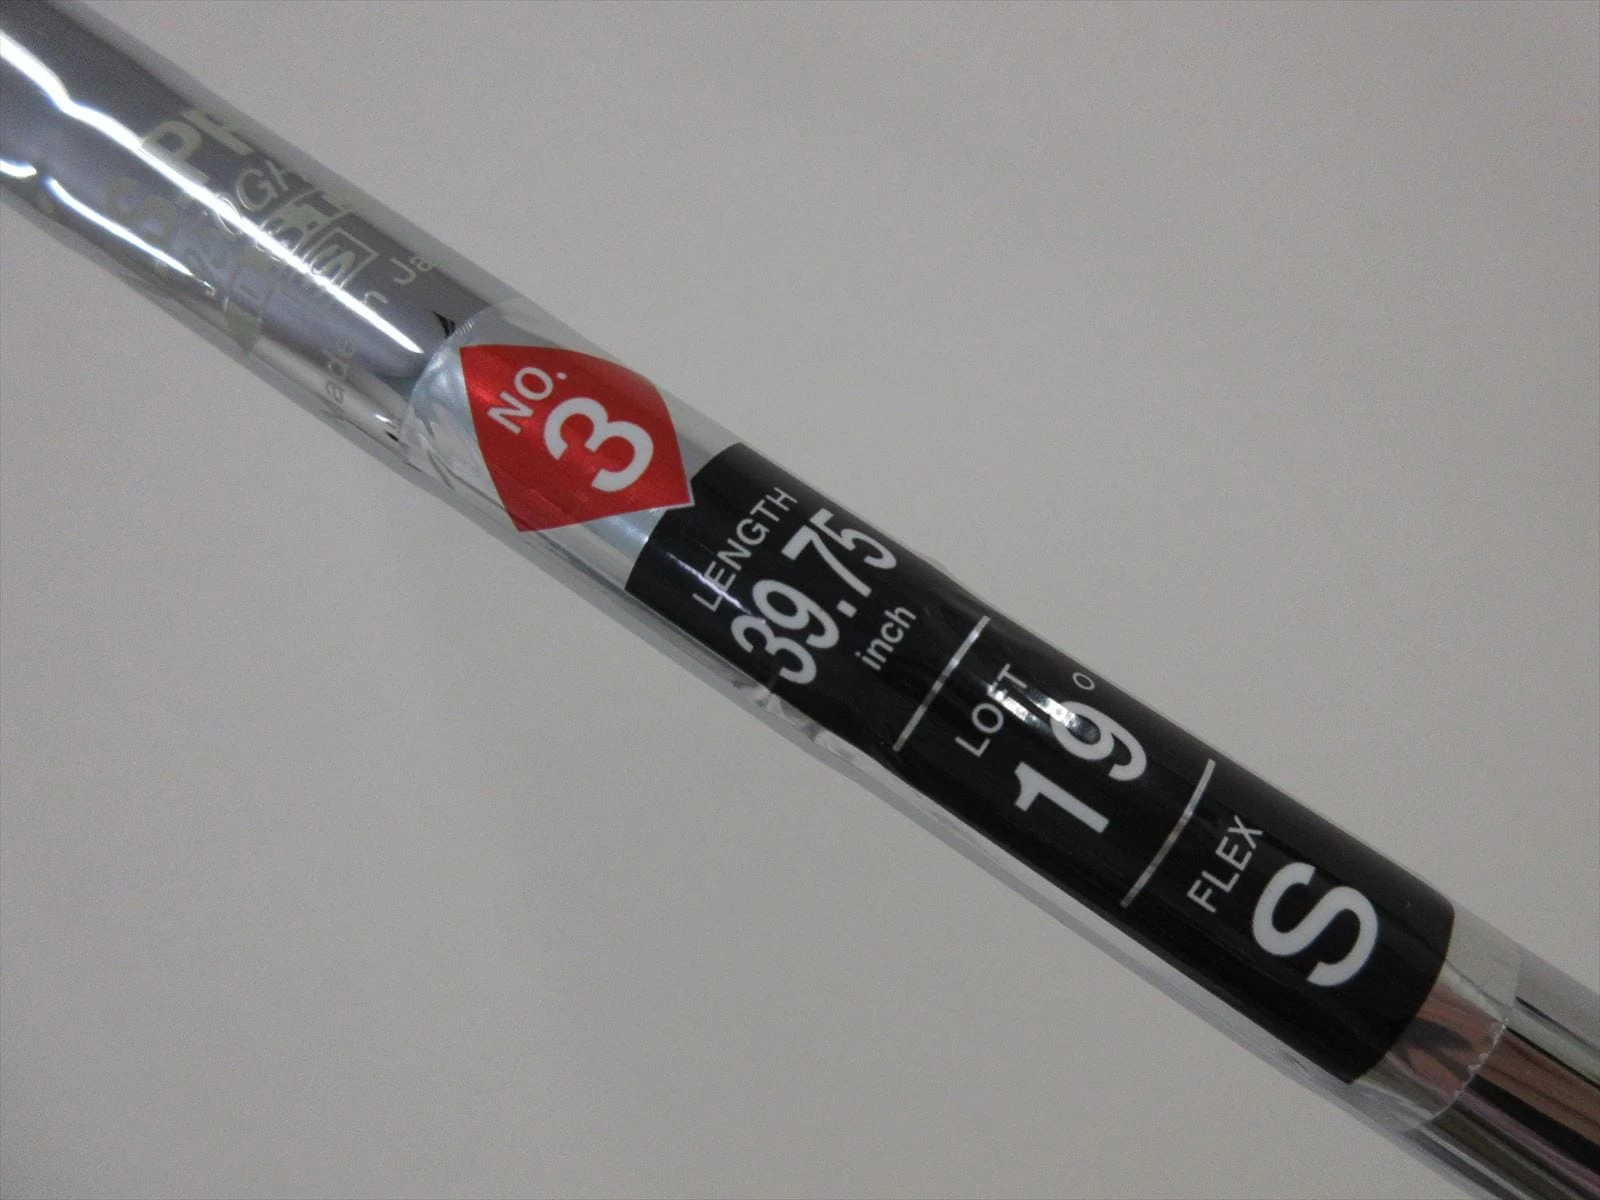 NO.
3
LENGTH
39.75
inch
LOFT
19°
FLEX
S